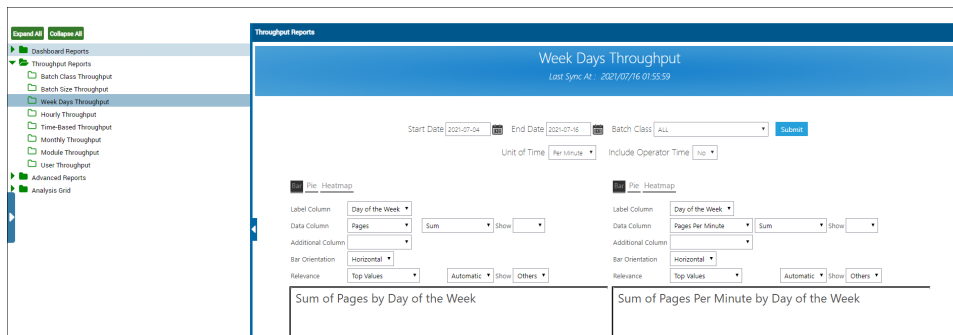 Expand All Collapse All
Dashboard Reports
Throughput Reports
Batch Class Throughput
Batch Size Throughput
Week Days Throughput
Hourly Throughput
Time-Based Throughput
Monthly Throughput
Module Throughput
User Throughput
Advanced Reports
Analysis Grid
Throughput Reports
Week Days Throughput
Last Sync At : 2021/07/16 01:55:59
Start Date 2021-07-04 End Date 2021-07-16 Batch Class ALL Submit
Unit of Time Per Minute Include Operator Time No
Bar Pie Heatmap
Label Column Day of the Week
Data Column Pages Sum Show
Additional Column
Bar Orientation Horizontal
Relevance Top Values Automatic Show Others
Sum of Pages by Day of the Week
Bar Pie Heatmap
Label Column Day of the Week
Data Column Pages Per Minute Sum Show
Additional Column
Bar Orientation Horizontal
Relevance Top Values Automatic Show Others
Sum of Pages Per Minute by Day of the Week